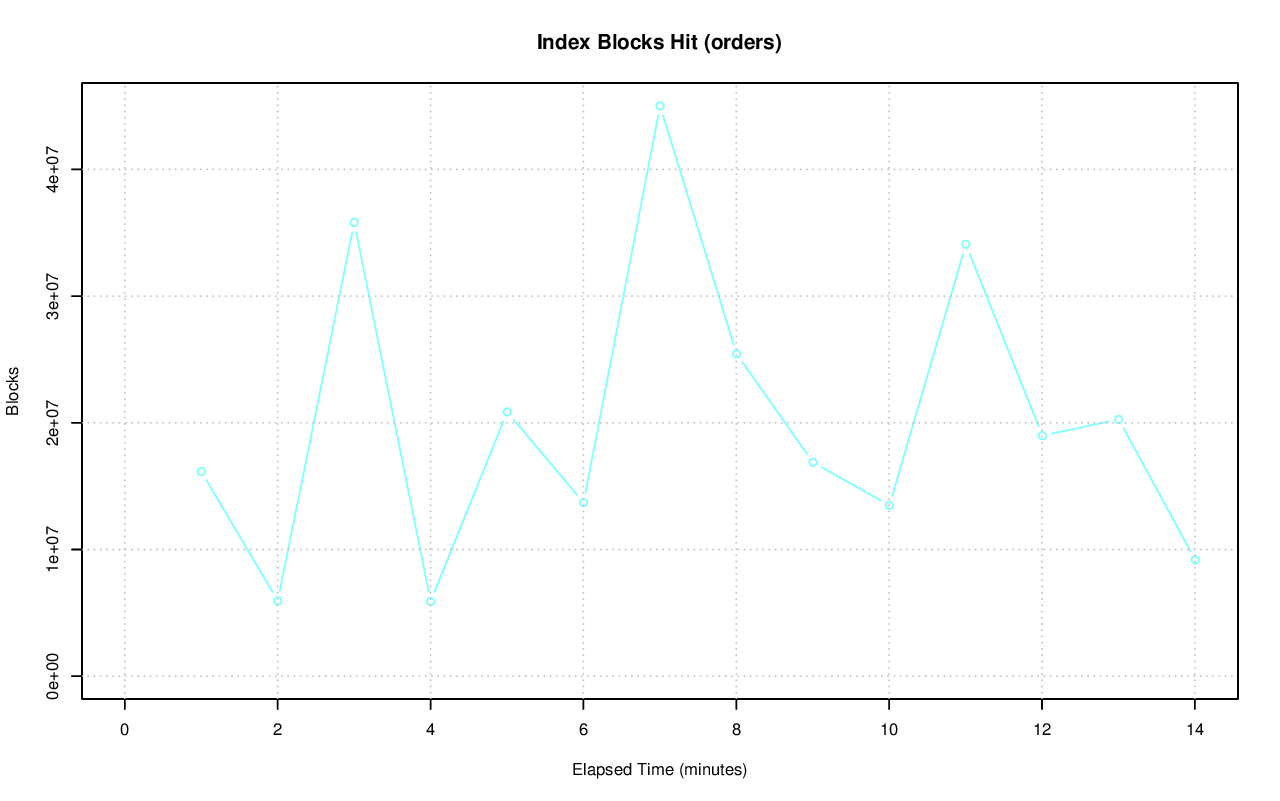 Index Blocks Hit (orders)
Blocks
4e+07
3e+07
2e+07
1e+07
0e+00
0 2 4 6 8 10 12 14
Elapsed Time (minutes)